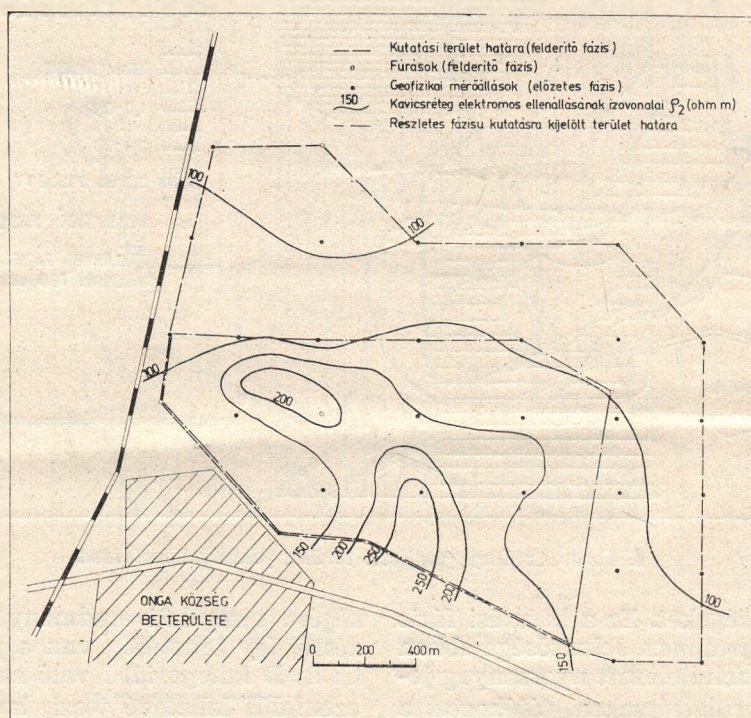 Kutatási terület határa (felderítő fázis)
Fúrások (felderítő fázis)
Geofizikai mérőállások (előzetes fázis)
150 Kavicsréteg elektromos ellenállásának izovonalai ρ₂ (ohm m)
Részletes fázisu kutatásra kijelölt terület határa
100
100
100
200
150
200
250
250
200
100
150
ONGA KÖZSÉG
BELTERÜLETE
0 200 400 m